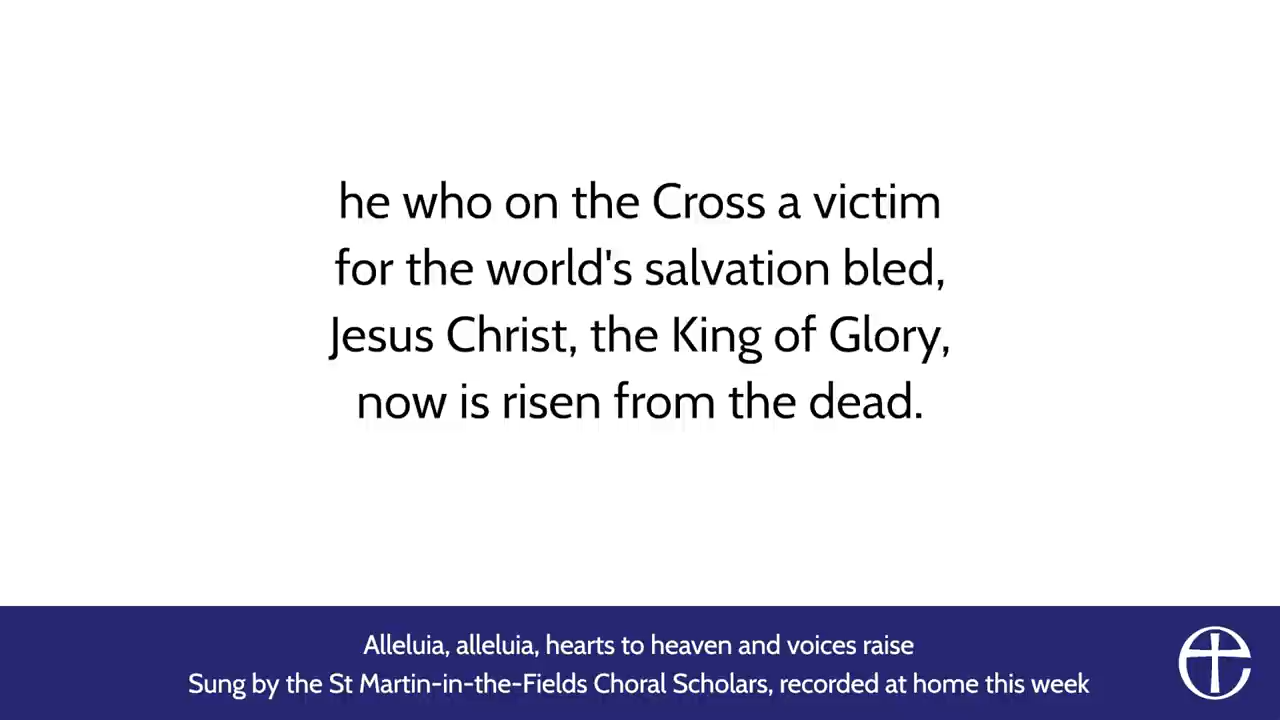 he who on the Cross a victim
for the world's salvation bled,
Jesus Christ, the King of Glory,
now is risen from the dead.
Alleluia, alleluia, hearts to heaven and voices raise
Sung by the St Martin-in-the-Fields Choral Scholars, recorded at home this week